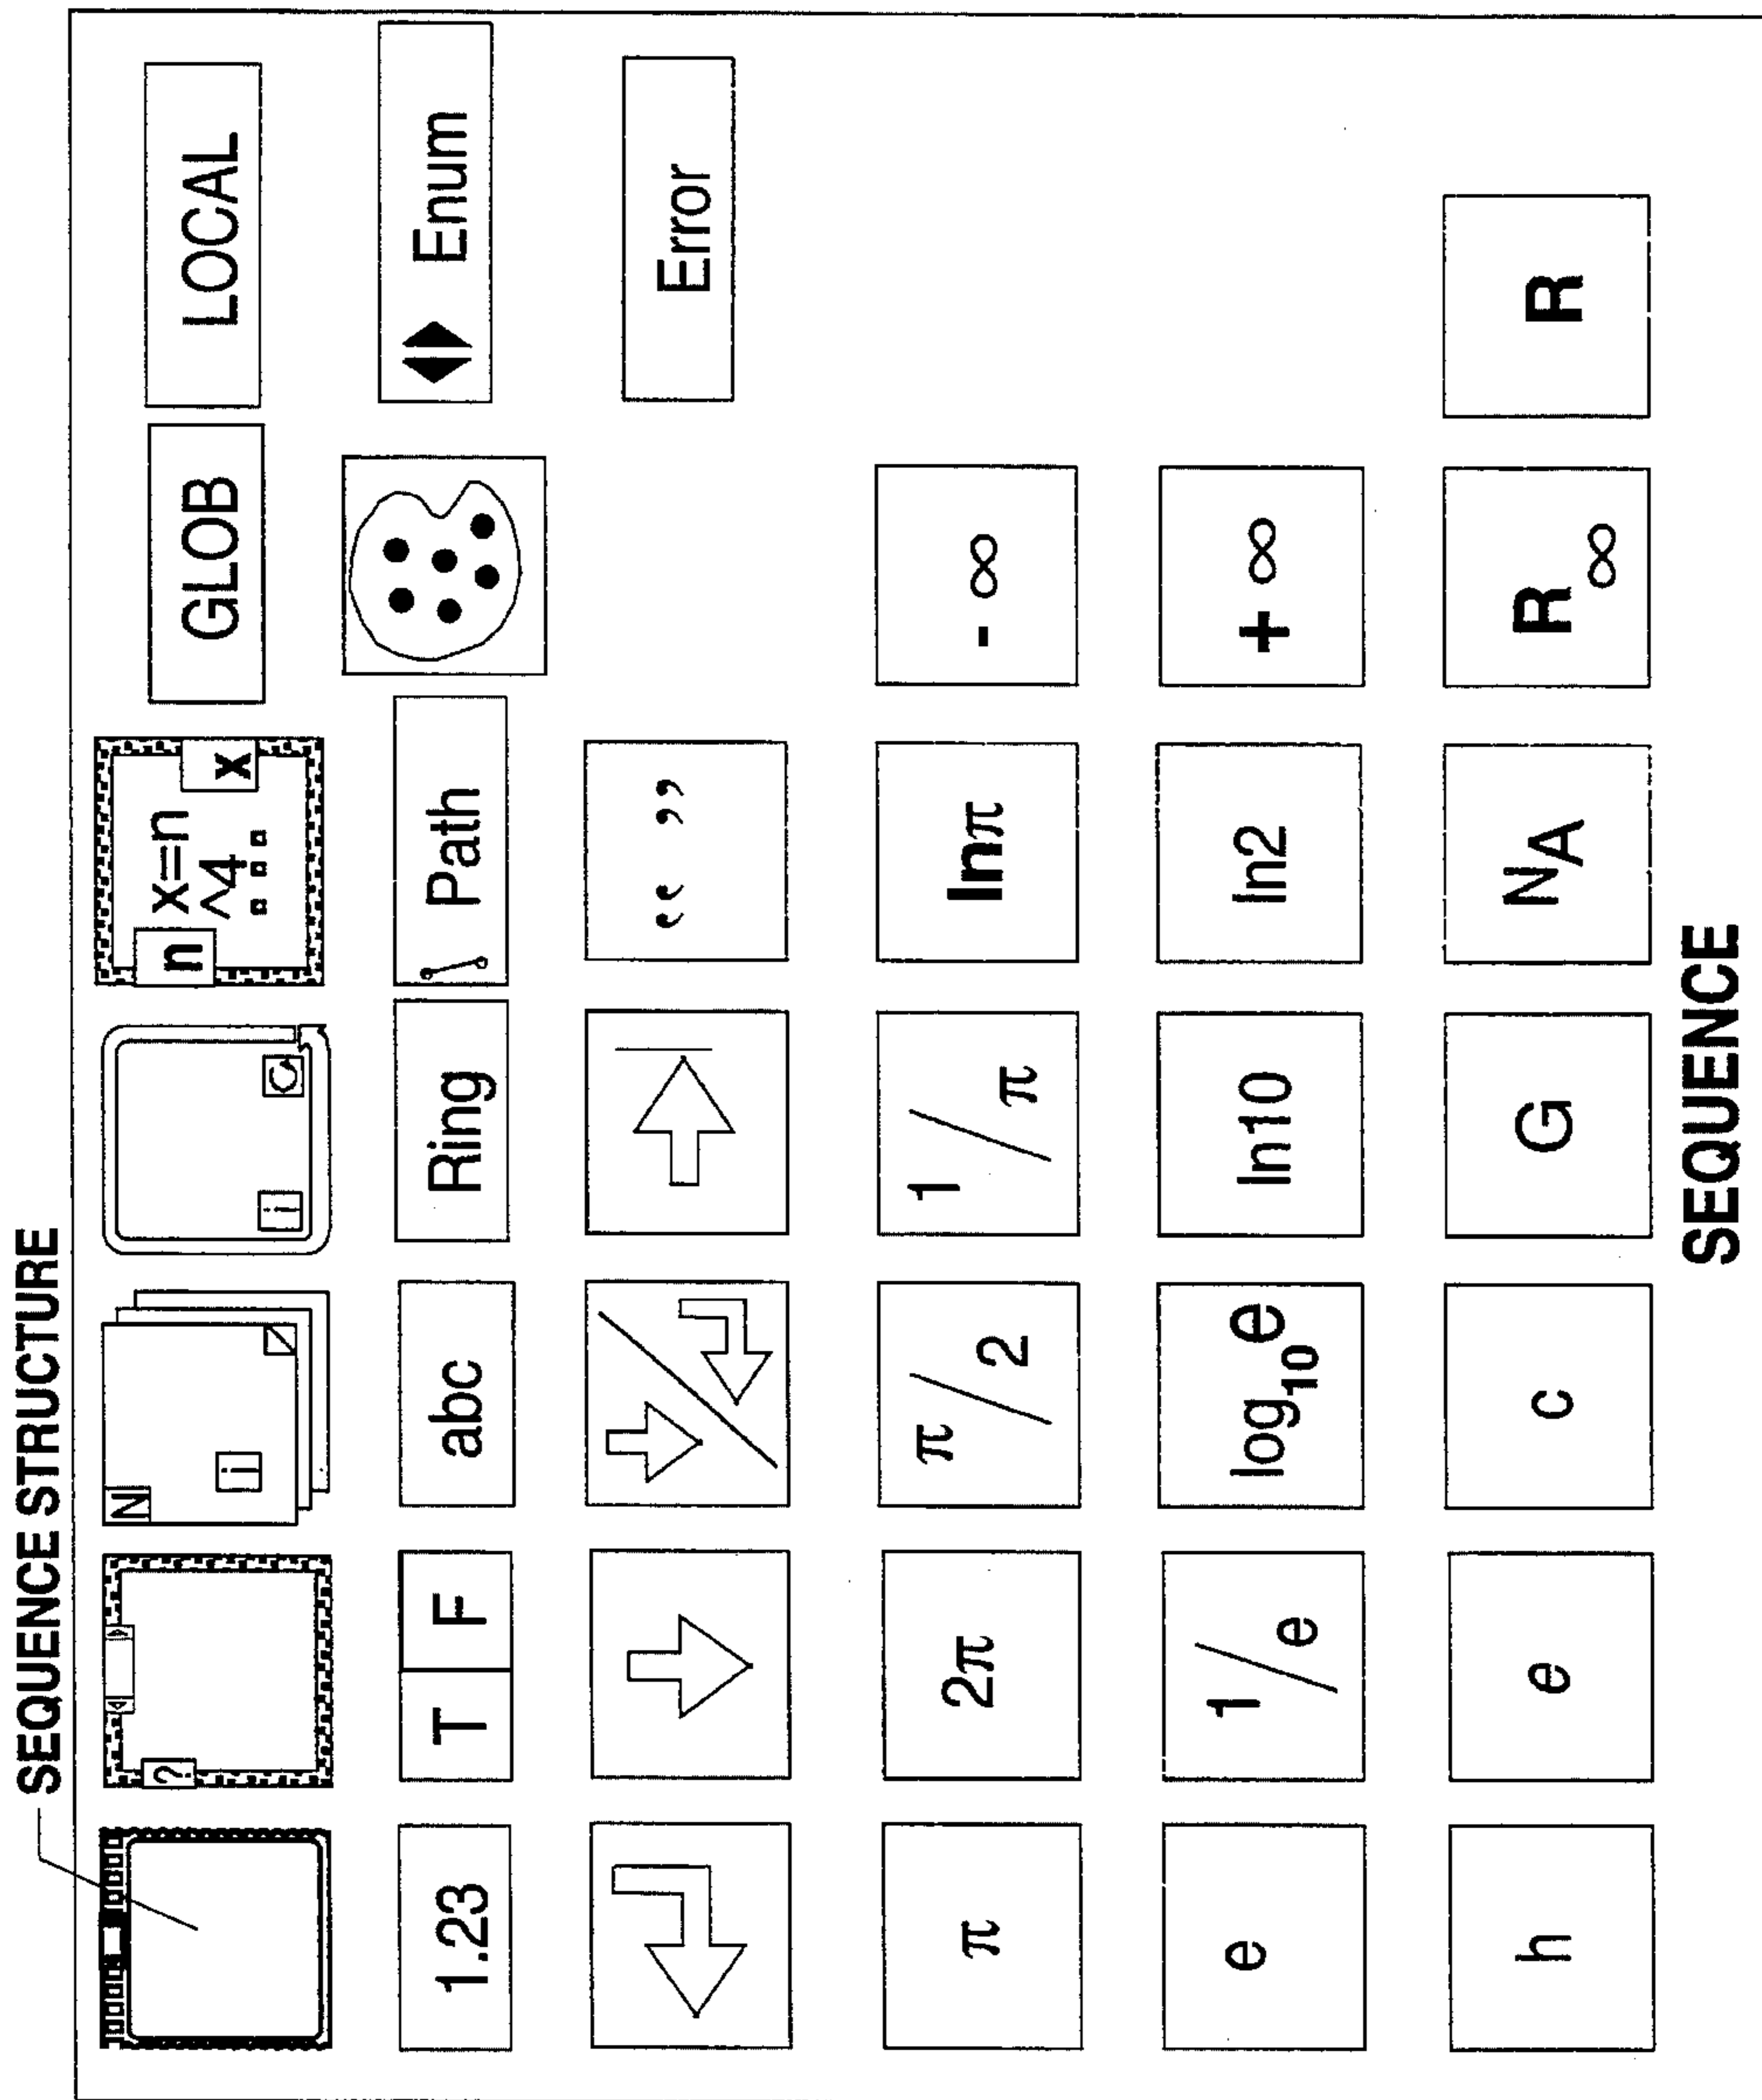 SEQUENCE STRUCTURE
? N i i n x=n ^4 x GLOB LOCAL
1.23 T F abc Ring Path Enum
“ ” Error
π 2π π/2 1/π lnπ - ∞
e 1/e log10e ln10 ln2 + ∞
h e c G NA R∞ R
SEQUENCE